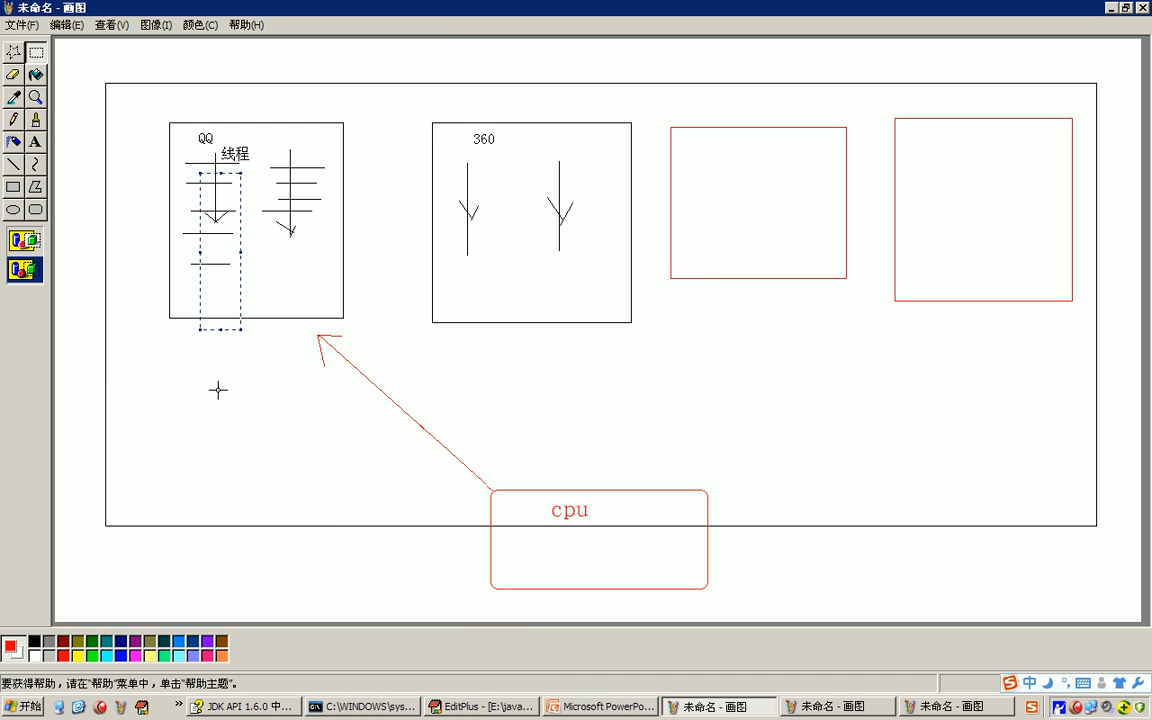 未命名 - 画图
文件(F) 编辑(E) 查看(V) 图像(I) 颜色(C) 帮助(H)
QQ
线程
360
cpu
要获得帮助，请在“帮助”菜单中，单击“帮助主题”。
中
开始 » JDK API 1.6.0 中... C:\WINDOWS\sys... EditPlus - [E:\java... Microsoft PowerPo... 未命名 - 画图 未命名 - 画图 未命名 - 画图